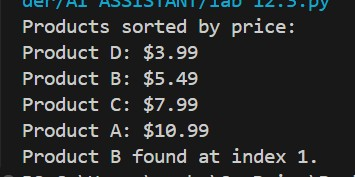 der/AI ASSISTANT/lab 12.5.py
Products sorted by price:
Product D: $3.99
Product B: $5.49
Product C: $7.99
Product A: $10.99
Product B found at index 1.